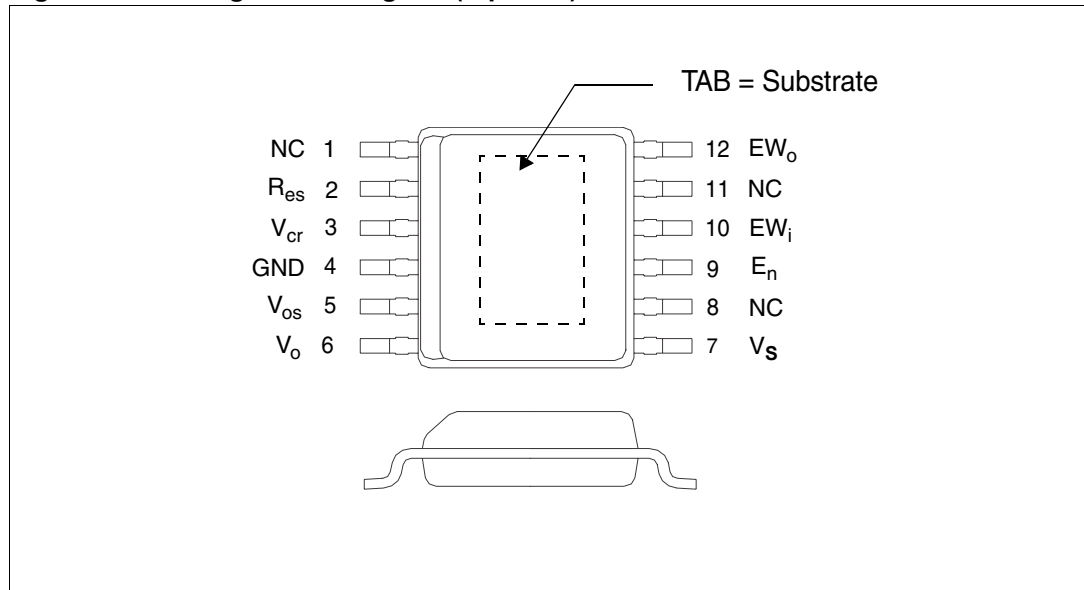 TAB = Substrate
NC 1
Res 2
Vcr 3
GND 4
Vos 5
Vo 6
12 EWo
11 NC
10 EWi
9 En
8 NC
7 Vs